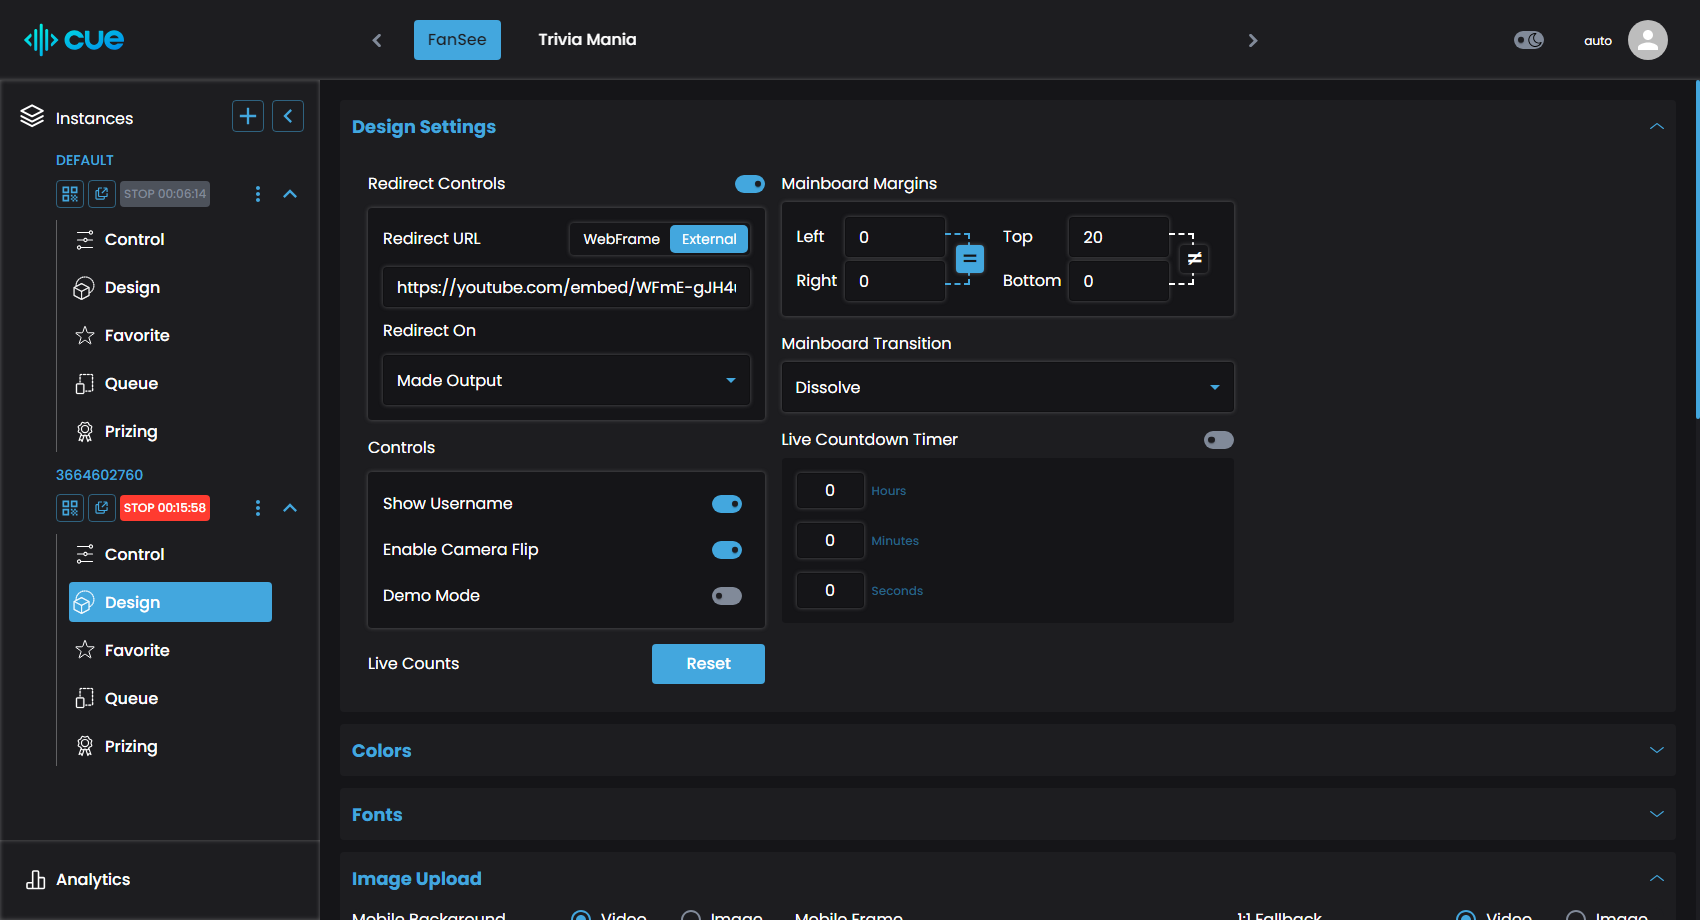 cue
FanSee
Trivia Mania
auto
Instances
DEFAULT
STOP 00:06:14
Control
Design
Favorite
Queue
Prizing
3664602760
STOP 00:15:58
Control
Design
Favorite
Queue
Prizing
Analytics
Design Settings
Redirect Controls
Redirect URL
WebFrame
External
https://youtube.com/embed/WFmE-gJH4
Redirect On
Made Output
Controls
Show Username
Enable Camera Flip
Demo Mode
Live Counts
Reset
Mainboard Margins
Left
0
Top
20
=
≠
Right
0
Bottom
0
Mainboard Transition
Dissolve
Live Countdown Timer
0 Hours
0 Minutes
0 Seconds
Colors
Fonts
Image Upload
Mobile Background
Video
Image
Mobile Frame
1:1 Fallback
Video
Image